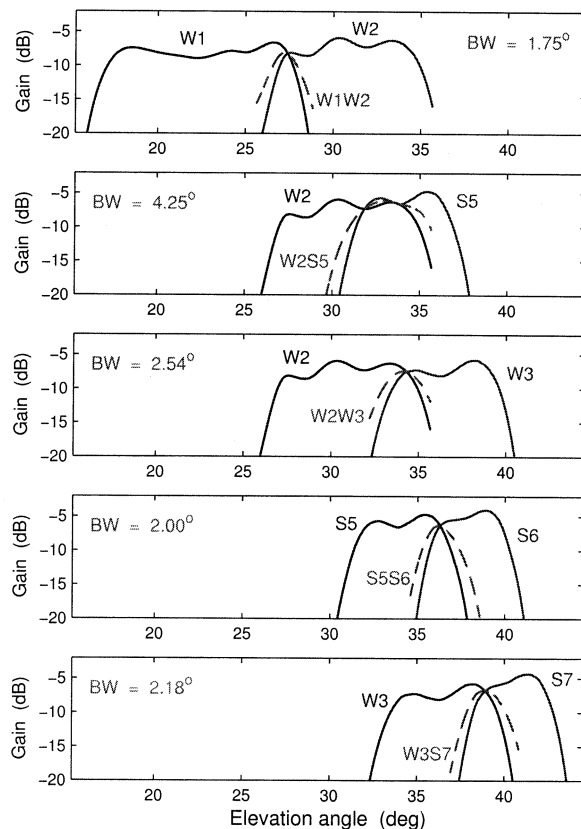 −5
−10
−15
−20
Gain (dB)
W1
W2
W1W2
BW = 1.75°
20 25 30 35 40
−5
−10
−15
−20
Gain (dB)
BW = 4.25°
W2
S5
W2S5
20 25 30 35 40
−5
−10
−15
−20
Gain (dB)
BW = 2.54°
W2
W3
W2W3
20 25 30 35 40
−5
−10
−15
−20
Gain (dB)
BW = 2.00°
S5
S6
S5S6
20 25 30 35 40
−5
−10
−15
−20
Gain (dB)
BW = 2.18°
W3
S7
W3S7
15 20 25 30 35 40
Elevation angle (deg)